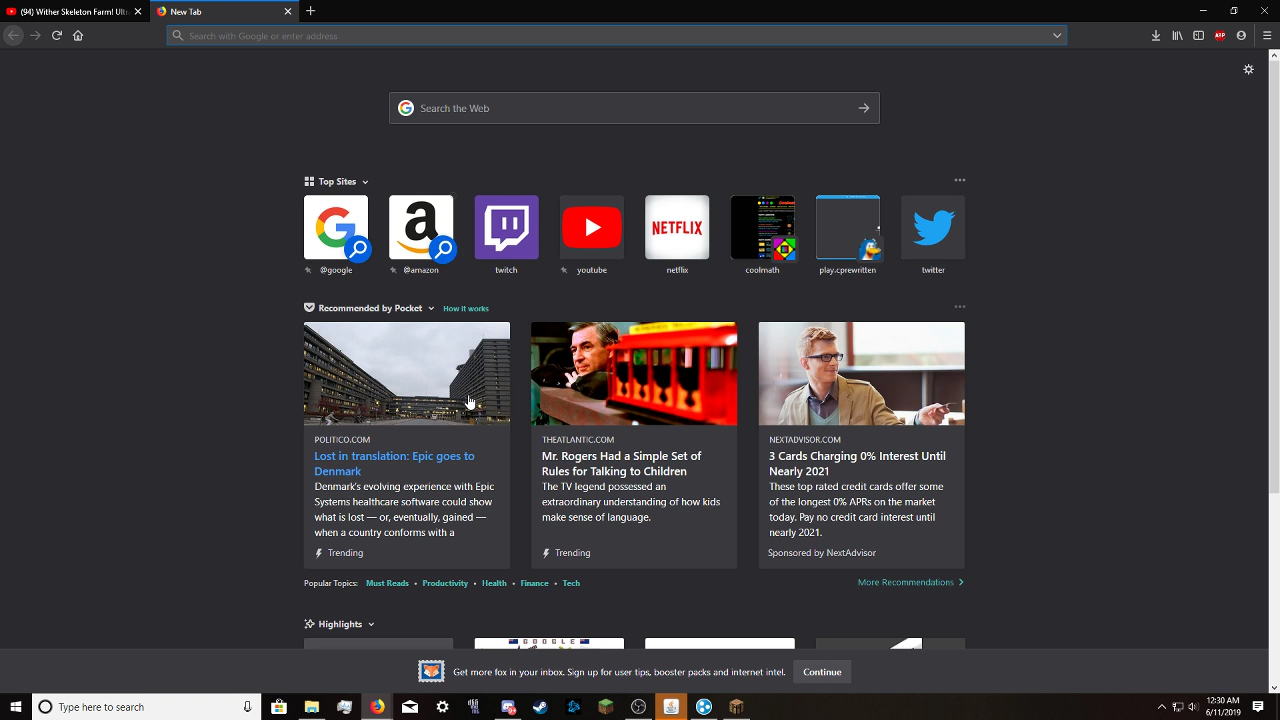 (94) Wither Skeleton Farm! Ult
New Tab
Search with Google or enter address
ABP
Search the Web
Top Sites
NETFLIX
@google
@amazon
twitch
youtube
netflix
coolmath
play.cprewritten
twitter
Recommended by Pocket
How it works
POLITICO.COM
Lost in translation: Epic goes to
Denmark
Denmark's evolving experience with Epic
Systems healthcare software could show
what is lost — or, eventually, gained —
when a country conforms with a
Trending
THEATLANTIC.COM
Mr. Rogers Had a Simple Set of
Rules for Talking to Children
The TV legend possessed an
extraordinary understanding of how kids
make sense of language.
Trending
NEXTADVISOR.COM
3 Cards Charging 0% Interest Until
Nearly 2021
These top rated credit cards offer some
of the longest 0% APRs on the market
today. Pay no credit card interest until
nearly 2021.
Sponsored by NextAdvisor
Popular Topics: Must Reads • Productivity • Health • Finance • Tech
More Recommendations
Highlights
GOOGLE
Get more fox in your inbox. Sign up for user tips, booster packs and internet intel.
Continue
Type here to search
12:30 AM
6/11/2019